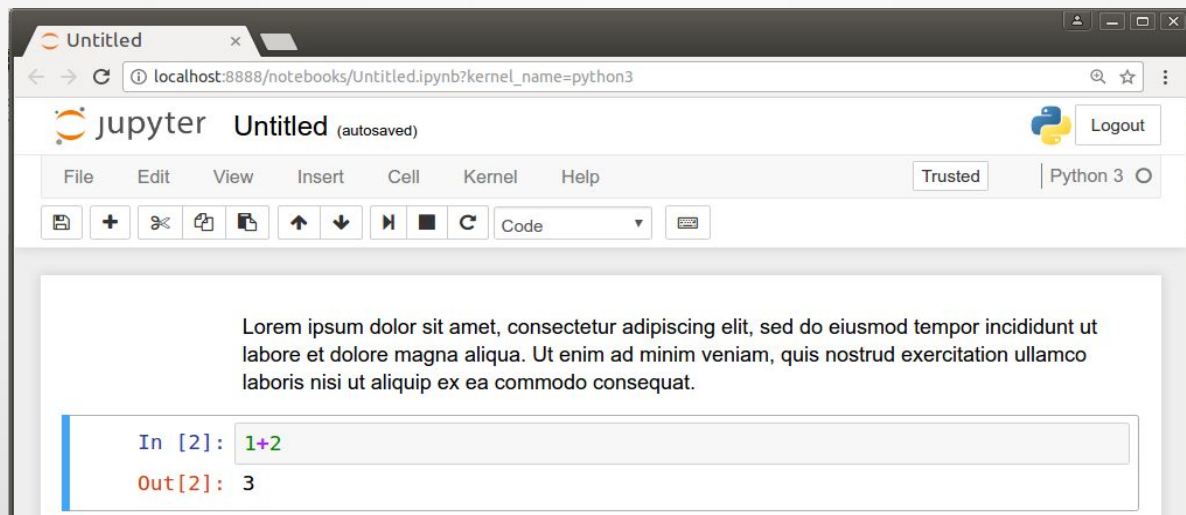 Untitled
localhost:8888/notebooks/Untitled.ipynb?kernel_name=python3
jupyter Untitled (autosaved) Logout
File Edit View Insert Cell Kernel Help Trusted Python 3
Code
Lorem ipsum dolor sit amet, consectetur adipiscing elit, sed do eiusmod tempor incididunt ut
labore et dolore magna aliqua. Ut enim ad minim veniam, quis nostrud exercitation ullamco
laboris nisi ut aliquip ex ea commodo consequat.
In [2]: 1+2
Out[2]: 3